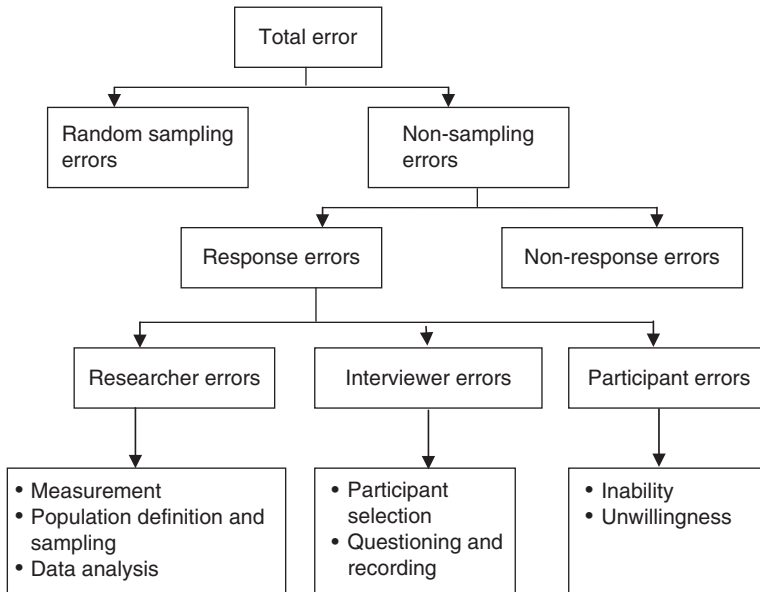 Total error
Random sampling
errors
Non-sampling
errors
Response errors
Non-response errors
Researcher errors
Interviewer errors
Participant errors
• Measurement
• Population definition and
sampling
• Data analysis
• Participant
selection
• Questioning and
recording
• Inability
• Unwillingness